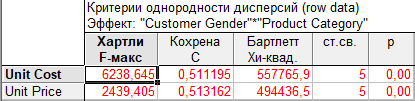 Критерии однородности дисперсий (row data)
Эффект: "Customer Gender"*"Product Category"
Хартли F-макс Кохрена C Бартлетт Хи-квад. ст.св. p
Unit Cost 6238,645 0,511195 557765,9 5 0,00
Unit Price 2439,405 0,513162 494436,5 5 0,00